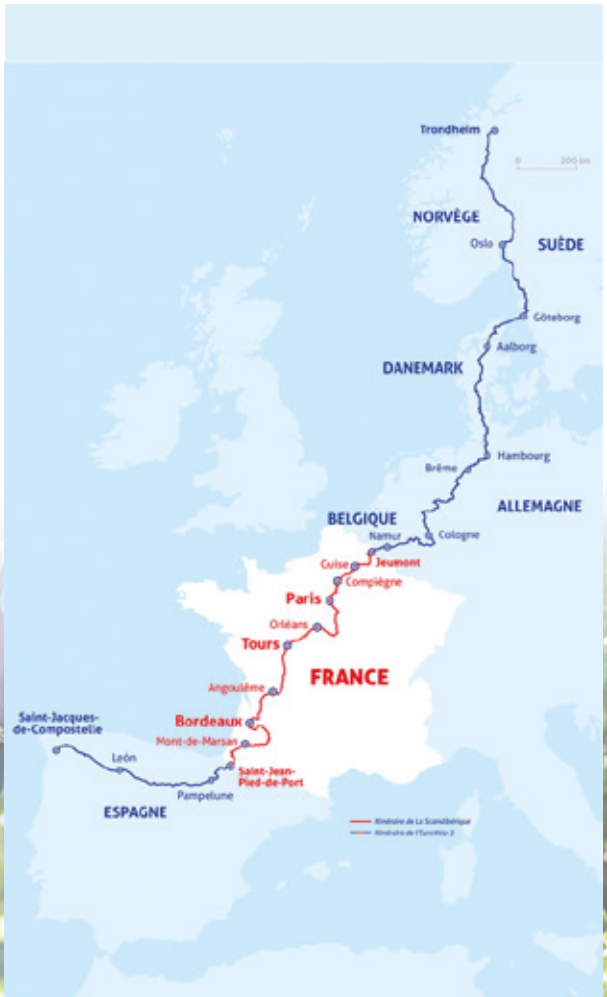 Trondheim
0 200 km
NORVÈGE
Oslo
SUÈDE
Göteborg
Aalborg
DANEMARK
Hambourg
Brême
ALLEMAGNE
BELGIQUE
Namur
Cologne
Guise
Jeumont
Compiègne
Paris
Orléans
Tours
FRANCE
Angoulême
Saint-Jacques-
de-Compostelle
Bordeaux
Mont-de-Marsan
León
Saint-Jean-
Pied-de-Port
Pampelune
ESPAGNE
Itinéraire de La Scandibérique
Itinéraire de l'EuroVelo 3